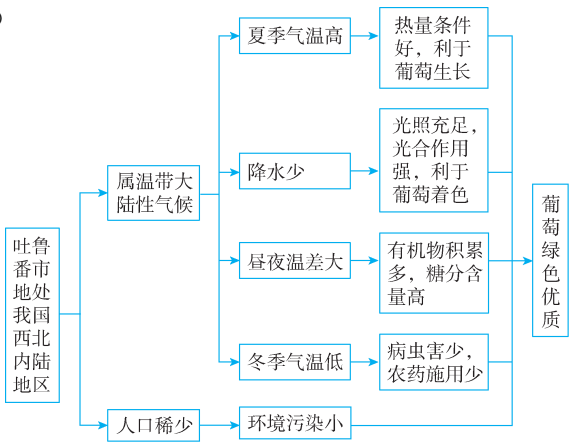 吐鲁
番市
地处
我国
西北
内陆
地区
属温带大
陆性气候
人口稀少
夏季气温高
降水少
昼夜温差大
冬季气温低
环境污染小
热量条件
好，利于
葡萄生长
光照充足，
光合作用
强，利于
葡萄着色
有机物积累
多，糖分含
量高
病虫害少，
农药施用少
葡
萄
绿
色
优
质